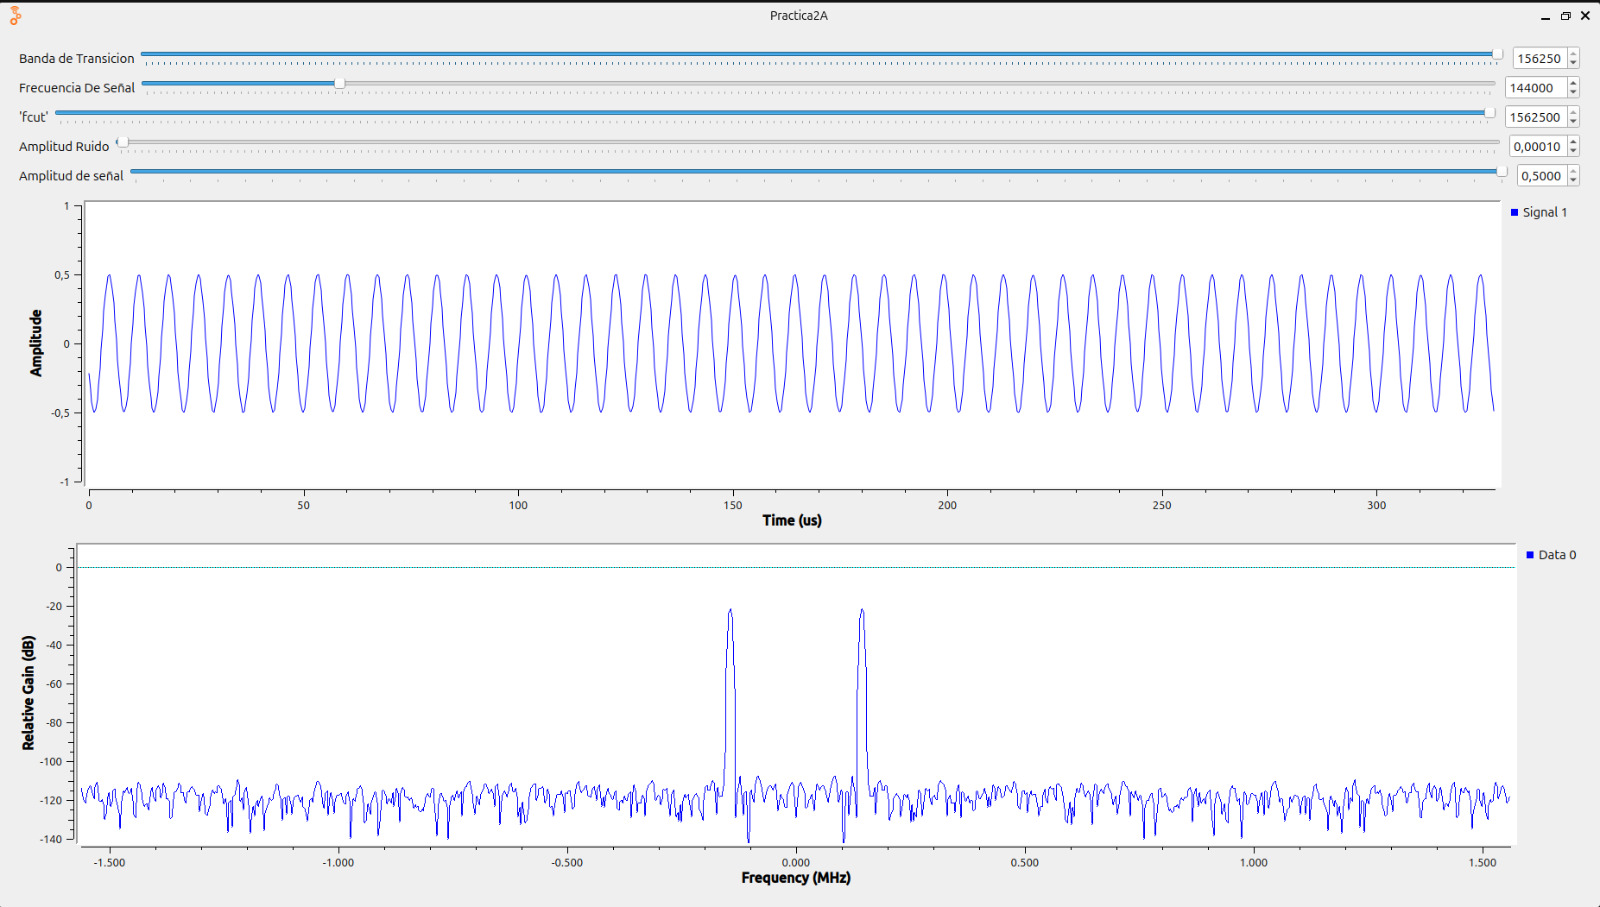 Practica2A
Banda de Transicion 156250
Frecuencia De Señal 144000
'fcut' 1562500
Amplitud Ruido 0,00010
Amplitud de señal 0,5000
Signal 1
Amplitude
1
0,5
0
-0,5
-1
0 50 100 150 200 250 300
Time (us)
Data 0
Relative Gain (dB)
0
-20
-40
-60
-80
-100
-120
-140
-1.500 -1.000 -0.500 0.000 0.500 1.000 1.500
Frequency (MHz)